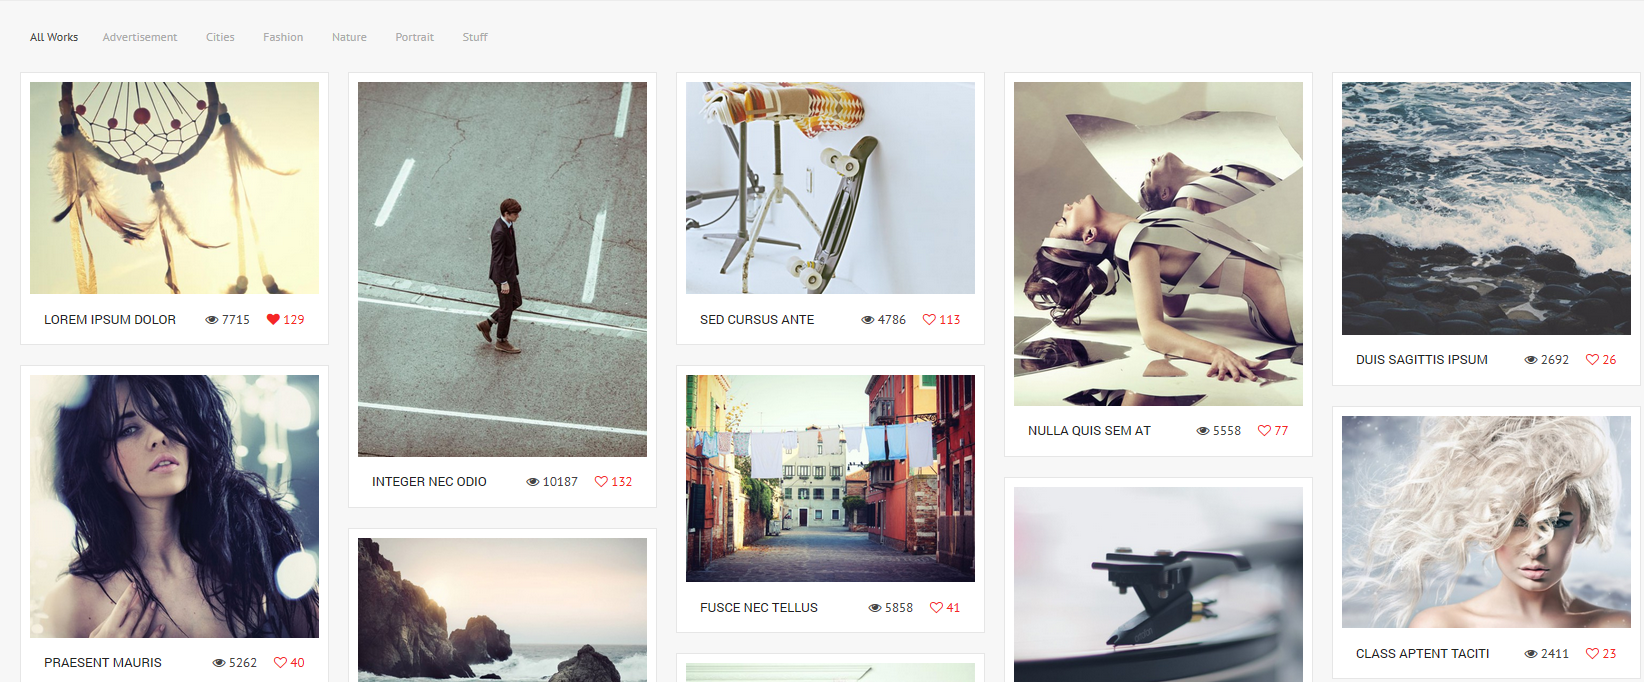 All Works Advertisement Cities Fashion Nature Portrait Stuff
LOREM IPSUM DOLOR 7715 129
PRAESENT MAURIS 5262 40
INTEGER NEC ODIO 10187 132
SED CURSUS ANTE 4786 113
FUSCE NEC TELLUS 5858 41
NULLA QUIS SEM AT 5558 77
DUIS SAGITTIS IPSUM 2692 26
CLASS APTENT TACITI 2411 23